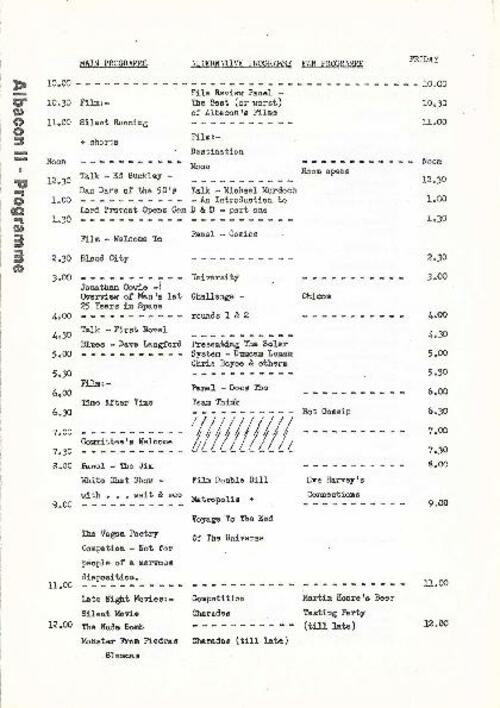 Albacon II - Programme
FRIDAY
MAIN PROGRAMME ALTERNATIVE PROGRAMME FAN PROGRAMME
10.00 10.00
File Review Panel -
10.30 Film:- The Best (or worst) 10.30
of Albacon's Films
11.00 Silent Running 11.00
Film:-
+ shorts
Destination
Noon Noon
Moon Room opens
12.30 Talk - Ed Buckley - 12.30
Dan Dare of the 50's Talk - Michael Murdoch
1.00 - An Introduction to 1.00
Lord Provost Opens Con D & D - part one
1.30 1.30
Panel - Comics
Film - Welcome To
2.30 Blood City 2.30
3.00 University 3.00
Jonathan Cowie -
Overview of Man's 1st Challenge - Chicon
25 Years in Space
4.00 rounds 1 & 2 4.00
Talk - First Novel
4.30 4.30
Blues - Dave Langford Presenting The Solar
5.00 System - Duncan Lunan 5.00
Chris Boyce & others
5.30 5.30
Film:-
6.00 Panel - Does The 6.00
Time After Time Team Think
6.30 Hot Gossip 6.30
7.00 7.00
Committee's Welcome
7.30 7.30
8.00 Panel - The Jim 8.00
White Chat Show - Film Double Bill Eve Harvey's
with . . . wait & see Connections
Metropolis +
9.00 9.00
Voyage To The End
The Vogon Poetry Of The Universe
Compation - Not for
people of a nervous
disposition.
11.00 11.00
Late Night Movies:- Competitive Martin Hoare's Beer
Silent Movie Charades Tasting Party
12.00 The Nude Bomb (till late) 12.00
Monster From Piedras Charades (till late)
Blancas